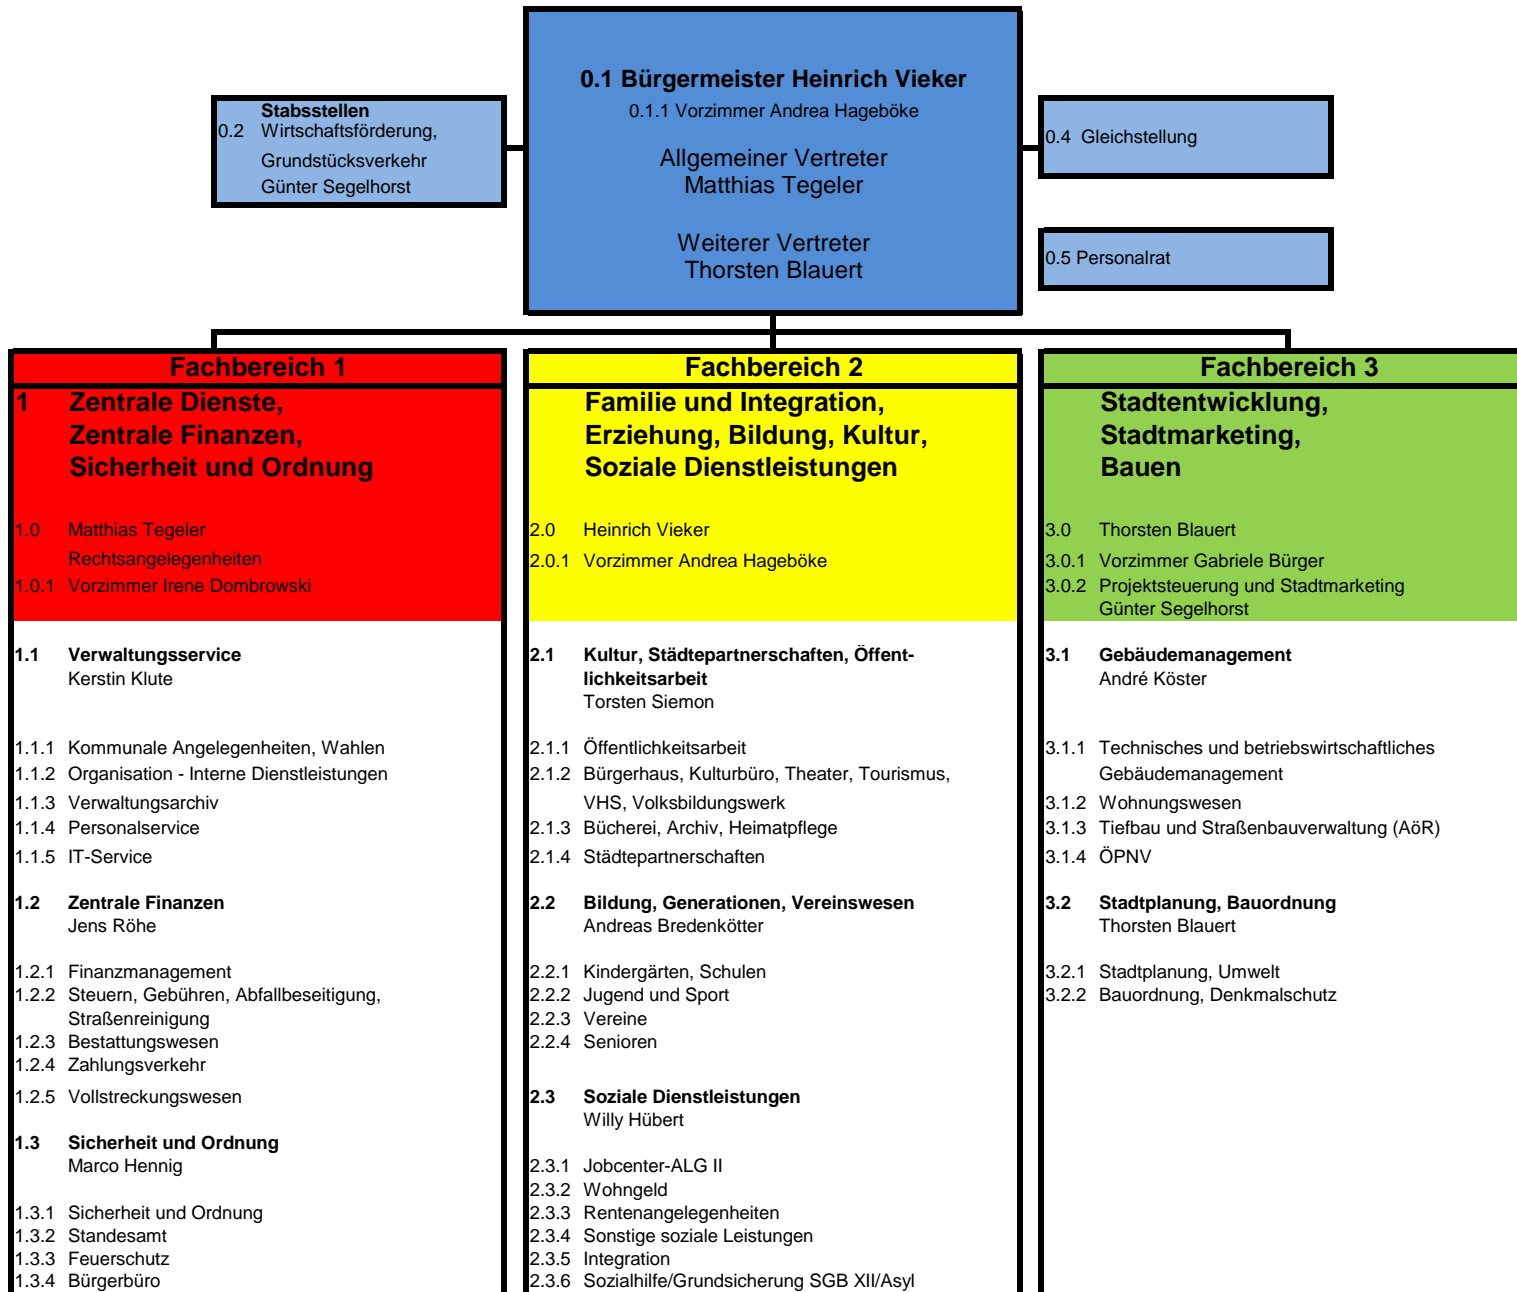 0.1 Bürgermeister Heinrich Vieker
0.1.1 Vorzimmer Andrea Hageböke
Allgemeiner Vertreter
Matthias Tegeler
Weiterer Vertreter
Thorsten Blauert
Stabsstellen
0.2 Wirtschaftsförderung,
Grundstücksverkehr
Günter Segelhorst
0.4 Gleichstellung
0.5 Personalrat
Fachbereich 1
1 Zentrale Dienste,
Zentrale Finanzen,
Sicherheit und Ordnung
1.0 Matthias Tegeler
Rechtsangelegenheiten
1.0.1 Vorzimmer Irene Dombrowski
1.1 Verwaltungsservice
Kerstin Klute
1.1.1 Kommunale Angelegenheiten, Wahlen
1.1.2 Organisation - Interne Dienstleistungen
1.1.3 Verwaltungsarchiv
1.1.4 Personalservice
1.1.5 IT-Service
1.2 Zentrale Finanzen
Jens Röhe
1.2.1 Finanzmanagement
1.2.2 Steuern, Gebühren, Abfallbeseitigung,
Straßenreinigung
1.2.3 Bestattungswesen
1.2.4 Zahlungsverkehr
1.2.5 Vollstreckungswesen
1.3 Sicherheit und Ordnung
Marco Hennig
1.3.1 Sicherheit und Ordnung
1.3.2 Standesamt
1.3.3 Feuerschutz
1.3.4 Bürgerbüro
Fachbereich 2
Familie und Integration,
Erziehung, Bildung, Kultur,
Soziale Dienstleistungen
2.0 Heinrich Vieker
2.0.1 Vorzimmer Andrea Hageböke
2.1 Kultur, Städtepartnerschaften, Öffent-
lichkeitsarbeit
Torsten Siemon
2.1.1 Öffentlichkeitsarbeit
2.1.2 Bürgerhaus, Kulturbüro, Theater, Tourismus,
VHS, Volksbildungswerk
2.1.3 Bücherei, Archiv, Heimatpflege
2.1.4 Städtepartnerschaften
2.2 Bildung, Generationen, Vereinswesen
Andreas Bredenkötter
2.2.1 Kindergärten, Schulen
2.2.2 Jugend und Sport
2.2.3 Vereine
2.2.4 Senioren
2.3 Soziale Dienstleistungen
Willy Hübert
2.3.1 Jobcenter-ALG II
2.3.2 Wohngeld
2.3.3 Rentenangelegenheiten
2.3.4 Sonstige soziale Leistungen
2.3.5 Integration
2.3.6 Sozialhilfe/Grundsicherung SGB XII/Asyl
Fachbereich 3
Stadtentwicklung,
Stadtmarketing,
Bauen
3.0 Thorsten Blauert
3.0.1 Vorzimmer Gabriele Bürger
3.0.2 Projektsteuerung und Stadtmarketing
Günter Segelhorst
3.1 Gebäudemanagement
André Köster
3.1.1 Technisches und betriebswirtschaftliches
Gebäudemanagement
3.1.2 Wohnungswesen
3.1.3 Tiefbau und Straßenbauverwaltung (AöR)
3.1.4 ÖPNV
3.2 Stadtplanung, Bauordnung
Thorsten Blauert
3.2.1 Stadtplanung, Umwelt
3.2.2 Bauordnung, Denkmalschutz